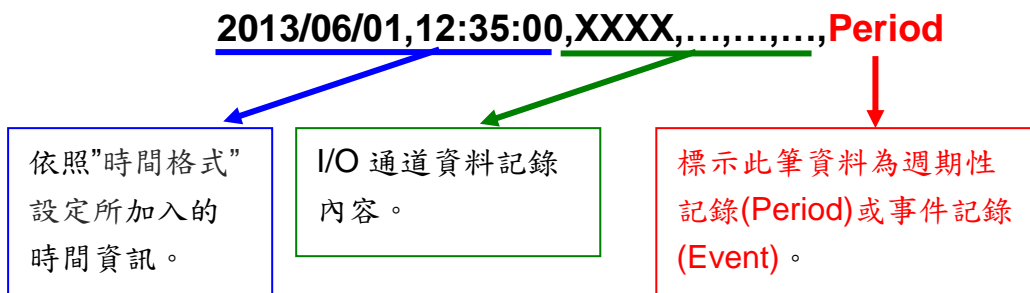 2013/06/01,12:35:00,XXXX,…,…,…,Period
依照”時間格式”
設定所加入的
時間資訊。
I/O 通道資料記錄
內容。
標示此筆資料為週期性
記錄(Period)或事件記錄
(Event)。